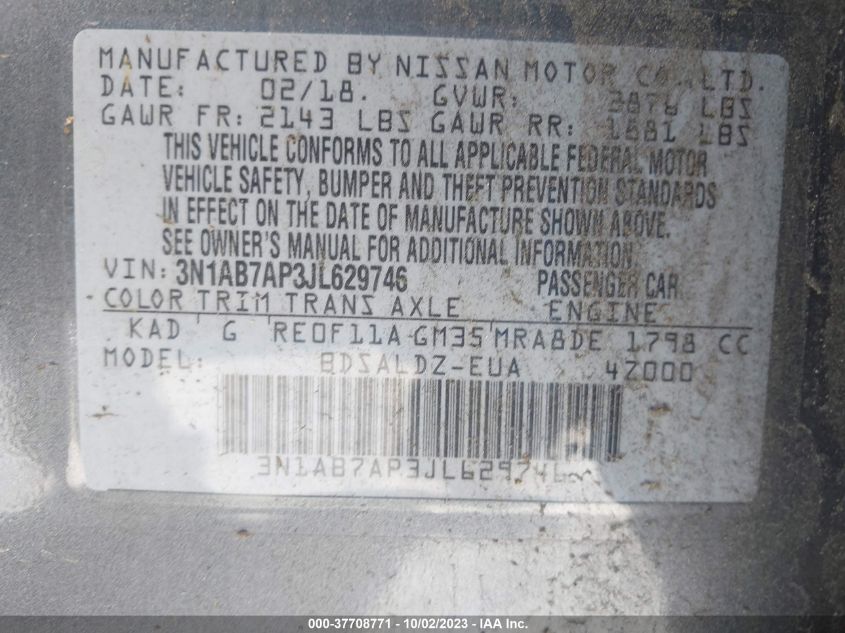 MANUFACTURED BY NISSAN MOTOR CO., LTD.
DATE: 02/18. GVWR: 3878 LBS
GAWR FR: 2143 LBS GAWR RR: 1881 LBS
THIS VEHICLE CONFORMS TO ALL APPLICABLE FEDERAL MOTOR
VEHICLE SAFETY, BUMPER AND THEFT PREVENTION STANDARDS
IN EFFECT ON THE DATE OF MANUFACTURE SHOWN ABOVE.
SEE OWNER'S MANUAL FOR ADDITIONAL INFORMATION.
VIN: 3N1AB7AP3JL629746 PASSENGER CAR
COLOR TRIM TRANS AXLE ENGINE
KAD G RE0F11A GM35 MRA8DE 1798 CC
MODEL: BDSALDZ-EUA 4Z000
3N1AB7AP3JL629746
000-37708771 - 10/02/2023 - IAA Inc.